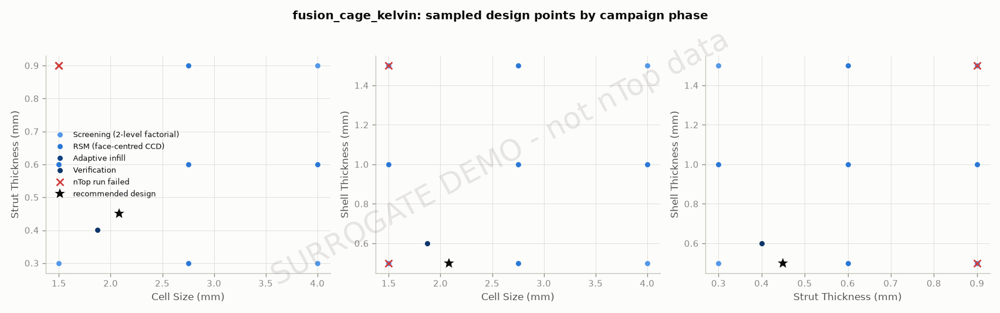 fusion_cage_kelvin: sampled design points by campaign phase
SURROGATE DEMO - not nTop data
0.9
0.8
0.7
0.6
0.5
0.4
0.3
Strut Thickness (mm)
Screening (2-level factorial)
RSM (face-centred CCD)
Adaptive infill
Verification
nTop run failed
recommended design
1.5
2.0
2.5
3.0
3.5
4.0
Cell Size (mm)
1.4
1.2
1.0
0.8
0.6
Shell Thickness (mm)
1.5
2.0
2.5
3.0
3.5
4.0
Cell Size (mm)
1.4
1.2
1.0
0.8
0.6
Shell Thickness (mm)
0.3
0.4
0.5
0.6
0.7
0.8
0.9
Strut Thickness (mm)